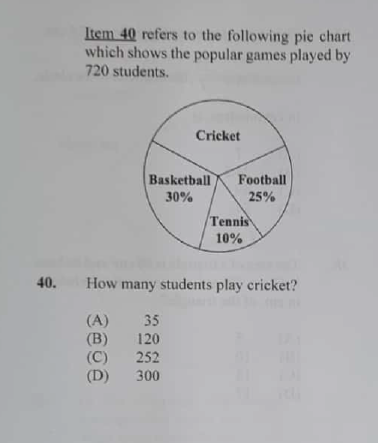 Item 40 refers to the following pie chart
which shows the popular games played by
720 students.
Cricket
Basketball
30%
Football
25%
Tennis
10%
40. How many students play cricket?
(A) 35
(B) 120
(C) 252
(D) 300